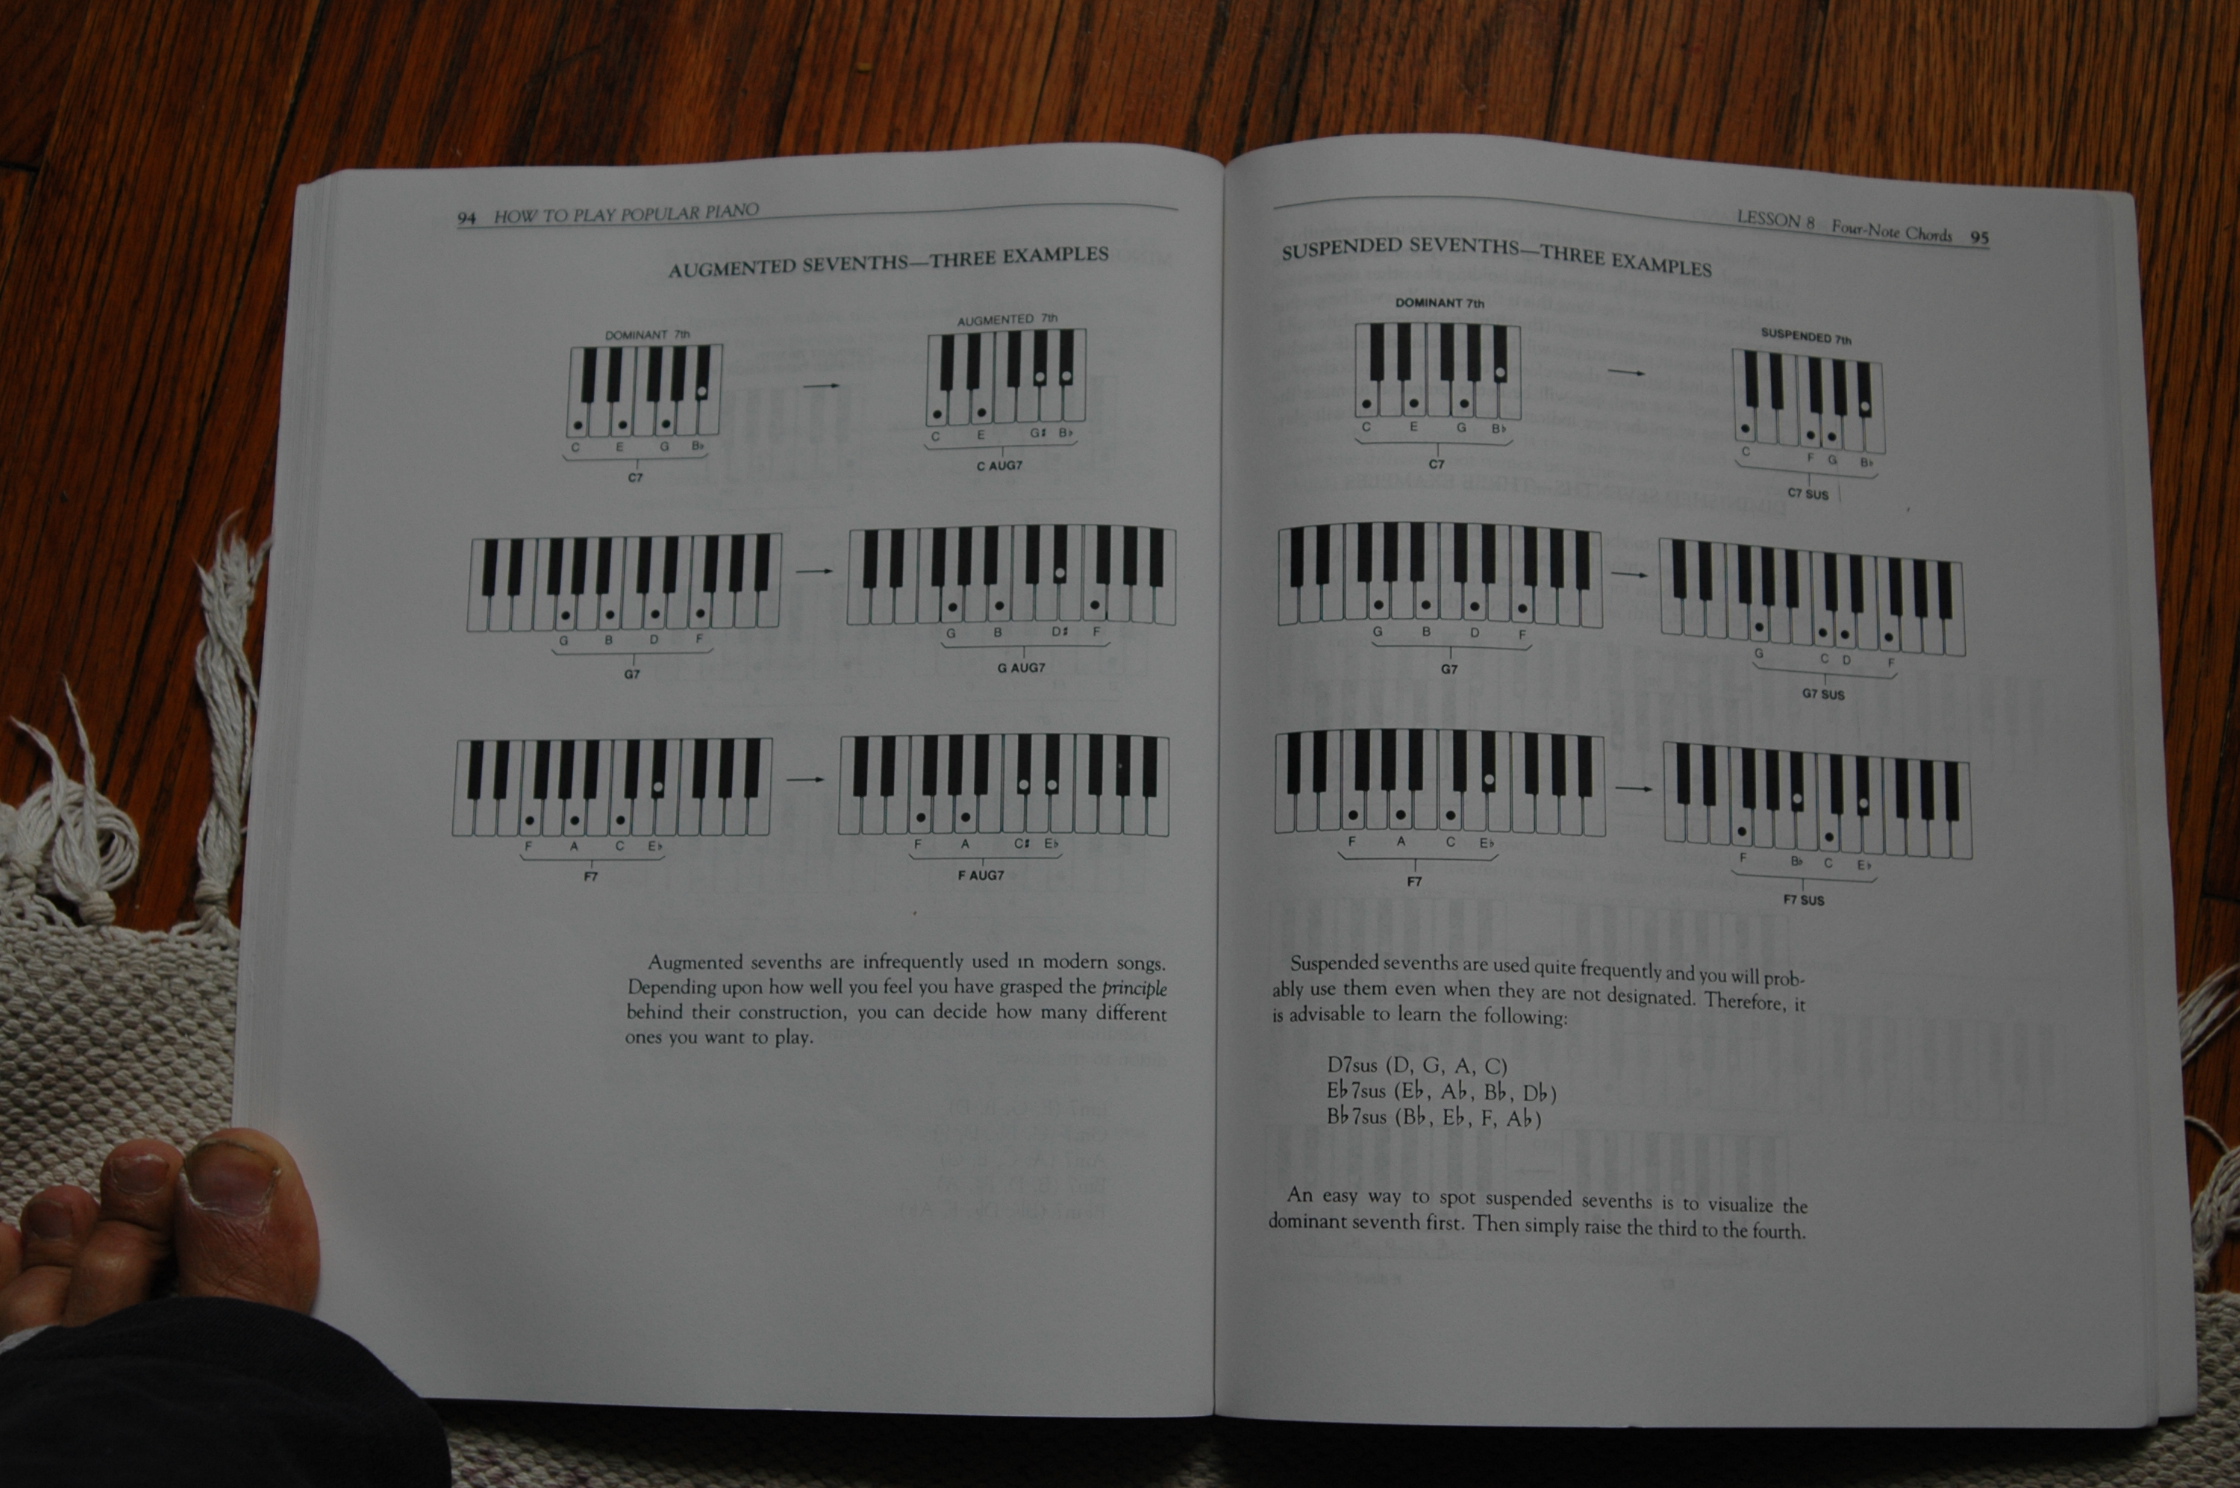 94 HOW TO PLAY POPULAR PIANO
AUGMENTED SEVENTHS—THREE EXAMPLES
DOMINANT 7th
AUGMENTED 7th
C E G B♭
C7
C E G♯ B♭
C AUG7
G B D F
G7
G B D♯ F
G AUG7
F A C E♭
F7
F A C♯ E♭
F AUG7
Augmented sevenths are infrequently used in modern songs.
Depending upon how well you feel you have grasped the principle
behind their construction, you can decide how many different
ones you want to play.
LESSON 8 Four-Note Chords 95
SUSPENDED SEVENTHS—THREE EXAMPLES
DOMINANT 7th
SUSPENDED 7th
C E G B♭
C7
C F G B♭
C7 SUS
G B D F
G7
G C D F
G7 SUS
F A C E♭
F7
F B♭ C E♭
F7 SUS
Suspended sevenths are used quite frequently and you will prob-
ably use them even when they are not designated. Therefore, it
is advisable to learn the following:
D7sus (D, G, A, C)
E♭7sus (E♭, A♭, B♭, D♭)
B♭7sus (B♭, E♭, F, A♭)
An easy way to spot suspended sevenths is to visualize the
dominant seventh first. Then simply raise the third to the fourth.